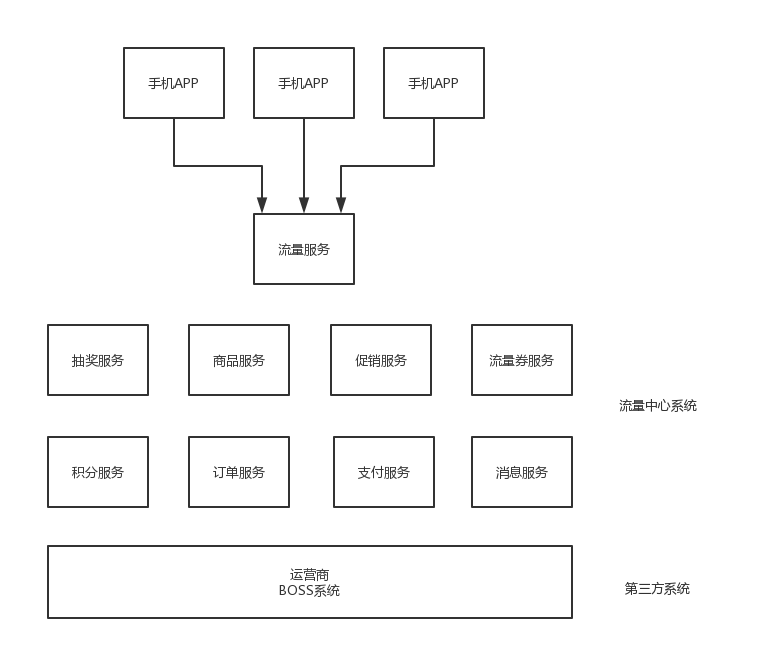 手机APP
手机APP
手机APP
流量服务
抽奖服务
商品服务
促销服务
流量券服务
流量中心系统
积分服务
订单服务
支付服务
消息服务
运营商
BOSS系统
第三方系统